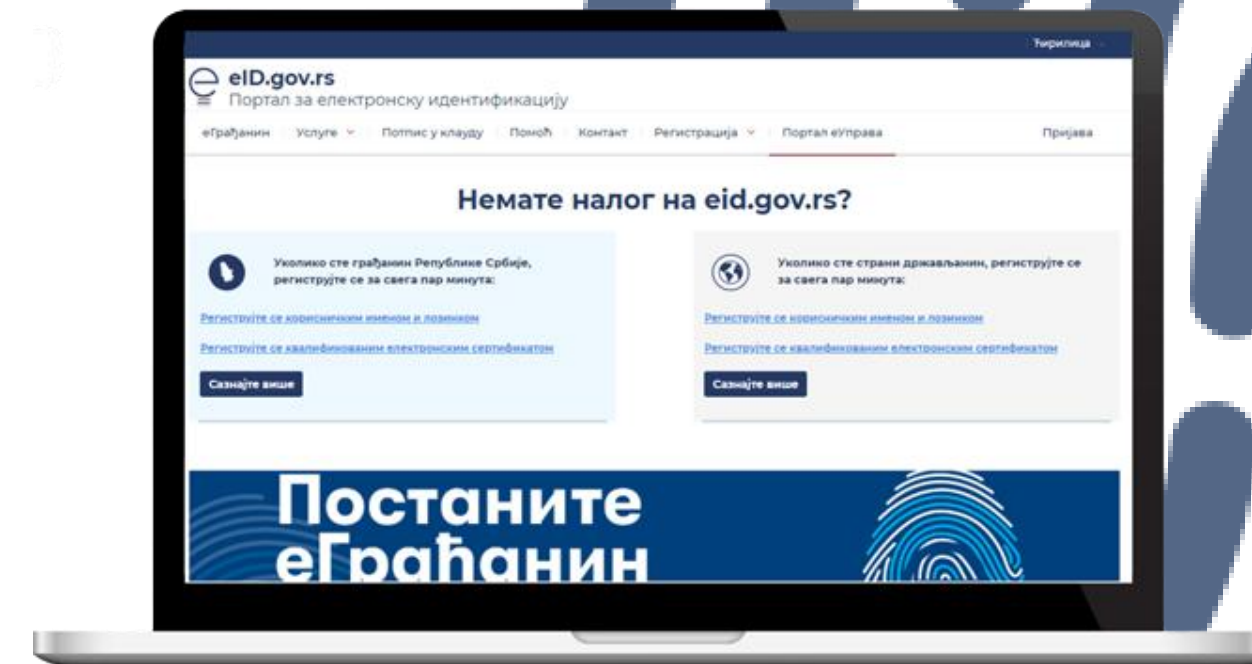 Ћирилица
eID.gov.rs
Портал за електронску идентификацију
еГрађанин Услуге Потпис у клауду Помоћ Контакт Регистрација Портал еУправа Пријава
Немате налог на eid.gov.rs?
Уколико сте грађанин Републике Србије,
региструјте се за свега пар минута:
Региструјте се корисничким именом и лозинком
Региструјте се квалификованим електронским сертификатом
Сазнајте више
Уколико сте страни држављанин, региструјте се
за свега пар минута:
Региструјте се корисничким именом и лозинком
Региструјте се квалификованим електронским сертификатом
Сазнајте више
Постаните
еГрађанин